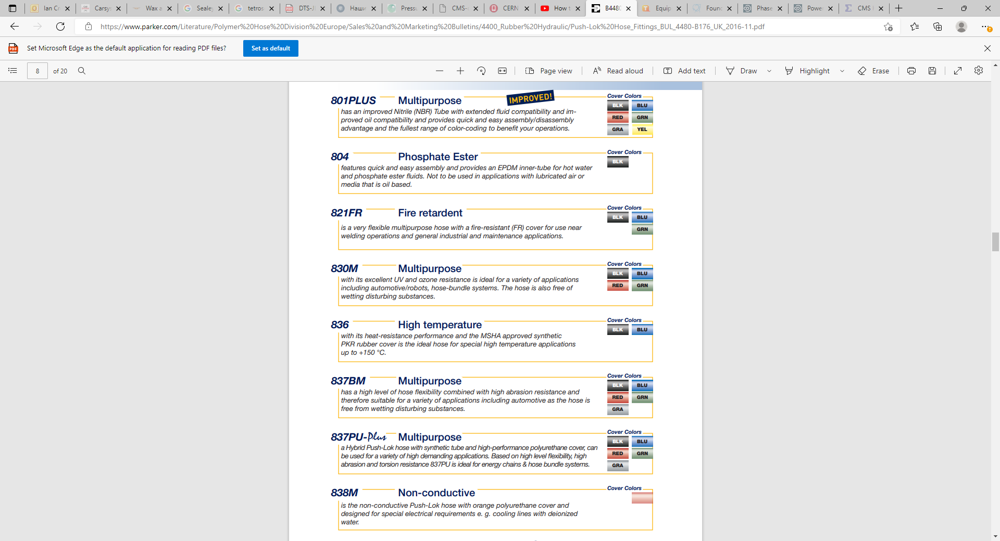 Ian Cr
Carsys
Wax a
Sealey
tetros
DTS-J
Наши
Pressu
CMS-
CERN
How t
B4480
Equip
Found
Phase
Power
CMS
https://www.parker.com/Literature/Polymer%20Hose%20Division%20Europe/Sales%20and%20Marketing%20Bulletins/4400_Rubber%20Hydraulic/Push-Lok%20Hose_Fittings_BUL_4480-B176_UK_2016-11.pdf
Set Microsoft Edge as the default application for reading PDF files?
Set as default
8 of 20
Page view
Read aloud
Add text
Draw
Highlight
Erase
801PLUS Multipurpose IMPROVED! Cover Colors
has an improved Nitrile (NBR) Tube with extended fluid compatibility and im-
proved oil compatibility and provides quick and easy assembly/disassembly
advantage and the fullest range of color-coding to benefit your operations.
BLK BLU
RED GRN
GRA YEL
804 Phosphate Ester Cover Colors
features quick and easy assembly and provides an EPDM inner-tube for hot water
and phosphate ester fluids. Not to be used in applications with lubricated air or
media that is oil based.
BLK
821FR Fire retardent Cover Colors
is a very flexible multipurpose hose with a fire-resistant (FR) cover for use near
welding operations and general industrial and maintenance applications.
BLK BLU
GRN
830M Multipurpose Cover Colors
with its excellent UV and ozone resistance is ideal for a variety of applications
including automotive/robots, hose-bundle systems. The hose is also free of
wetting disturbing substances.
BLK BLU
RED GRN
836 High temperature Cover Colors
with its heat-resistance performance and the MSHA approved synthetic
PKR rubber cover is the ideal hose for special high temperature applications
up to +150 °C.
BLK BLU
837BM Multipurpose Cover Colors
has a high level of hose flexibility combined with high abrasion resistance and
therefore suitable for a variety of applications including automotive as the hose is
free from wetting disturbing substances.
BLK BLU
RED GRN
GRA
837PU-Plus Multipurpose Cover Colors
a Hybrid Push-Lok hose with synthetic tube and high-performance polyurethane cover, can
be used for a variety of high demanding applications. Based on high level flexibility, high
abrasion and torsion resistance 837PU is ideal for energy chains & hose bundle systems.
BLK BLU
RED GRN
GRA
838M Non-conductive Cover Colors
is the non-conductive Push-Lok hose with orange polyurethane cover and
designed for special electrical requirements e. g. cooling lines with deionized
water.